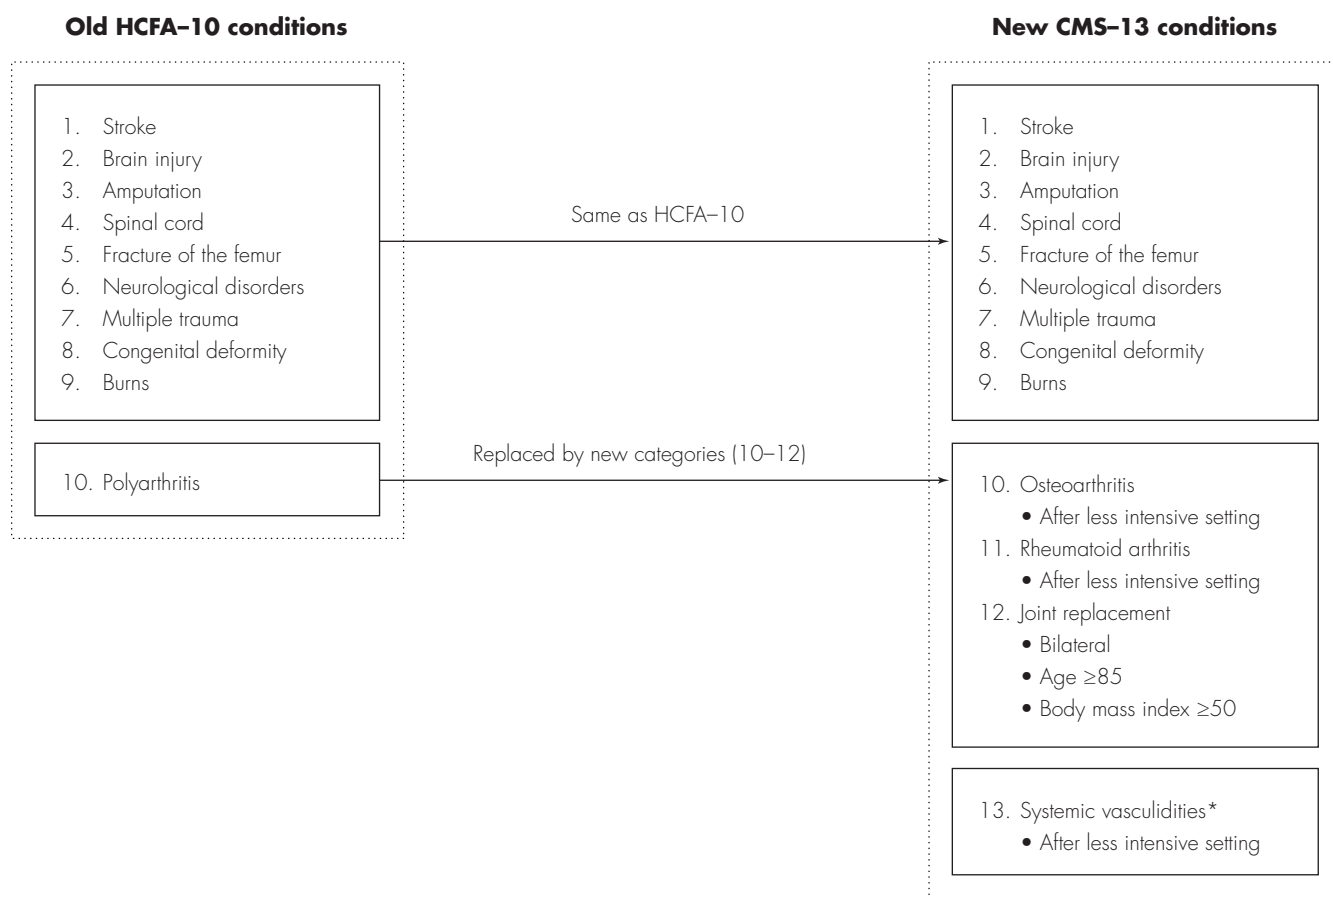 Old HCFA–10 conditions
New CMS–13 conditions
1. Stroke
2. Brain injury
3. Amputation
4. Spinal cord
5. Fracture of the femur
6. Neurological disorders
7. Multiple trauma
8. Congenital deformity
9. Burns
Same as HCFA–10
1. Stroke
2. Brain injury
3. Amputation
4. Spinal cord
5. Fracture of the femur
6. Neurological disorders
7. Multiple trauma
8. Congenital deformity
9. Burns
10. Polyarthritis
Replaced by new categories (10–12)
10. Osteoarthritis
• After less intensive setting
11. Rheumatoid arthritis
• After less intensive setting
12. Joint replacement
• Bilateral
• Age ≥85
• Body mass index ≥50
13. Systemic vasculidities*
• After less intensive setting